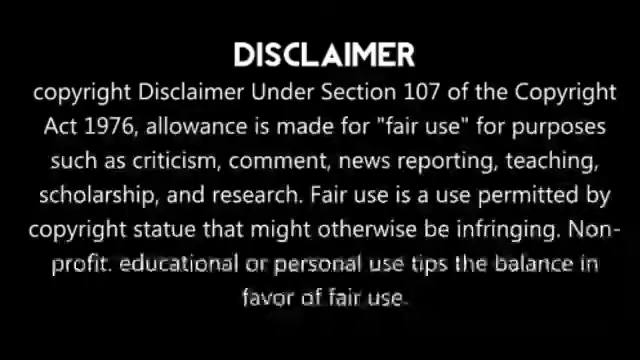 DISCLAIMER
copyright Disclaimer Under Section 107 of the Copyright
Act 1976, allowance is made for "fair use" for purposes
such as criticism, comment, news reporting, teaching,
scholarship, and research. Fair use is a use permitted by
copyright statue that might otherwise be infringing. Non-
profit. educational or personal use tips the balance in
favor of fair use.